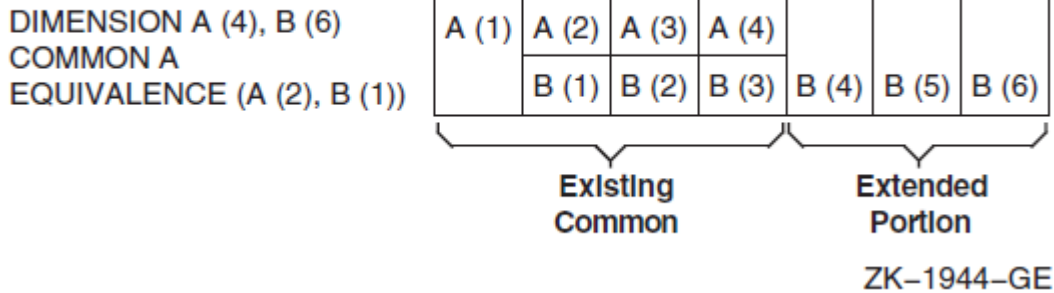 DIMENSION A (4), B (6)
COMMON A
EQUIVALENCE (A (2), B (1))
A (1) A (2) A (3) A (4)
B (1) B (2) B (3) B (4) B (5) B (6)
Existing Common
Extended Portion
ZK–1944–GE